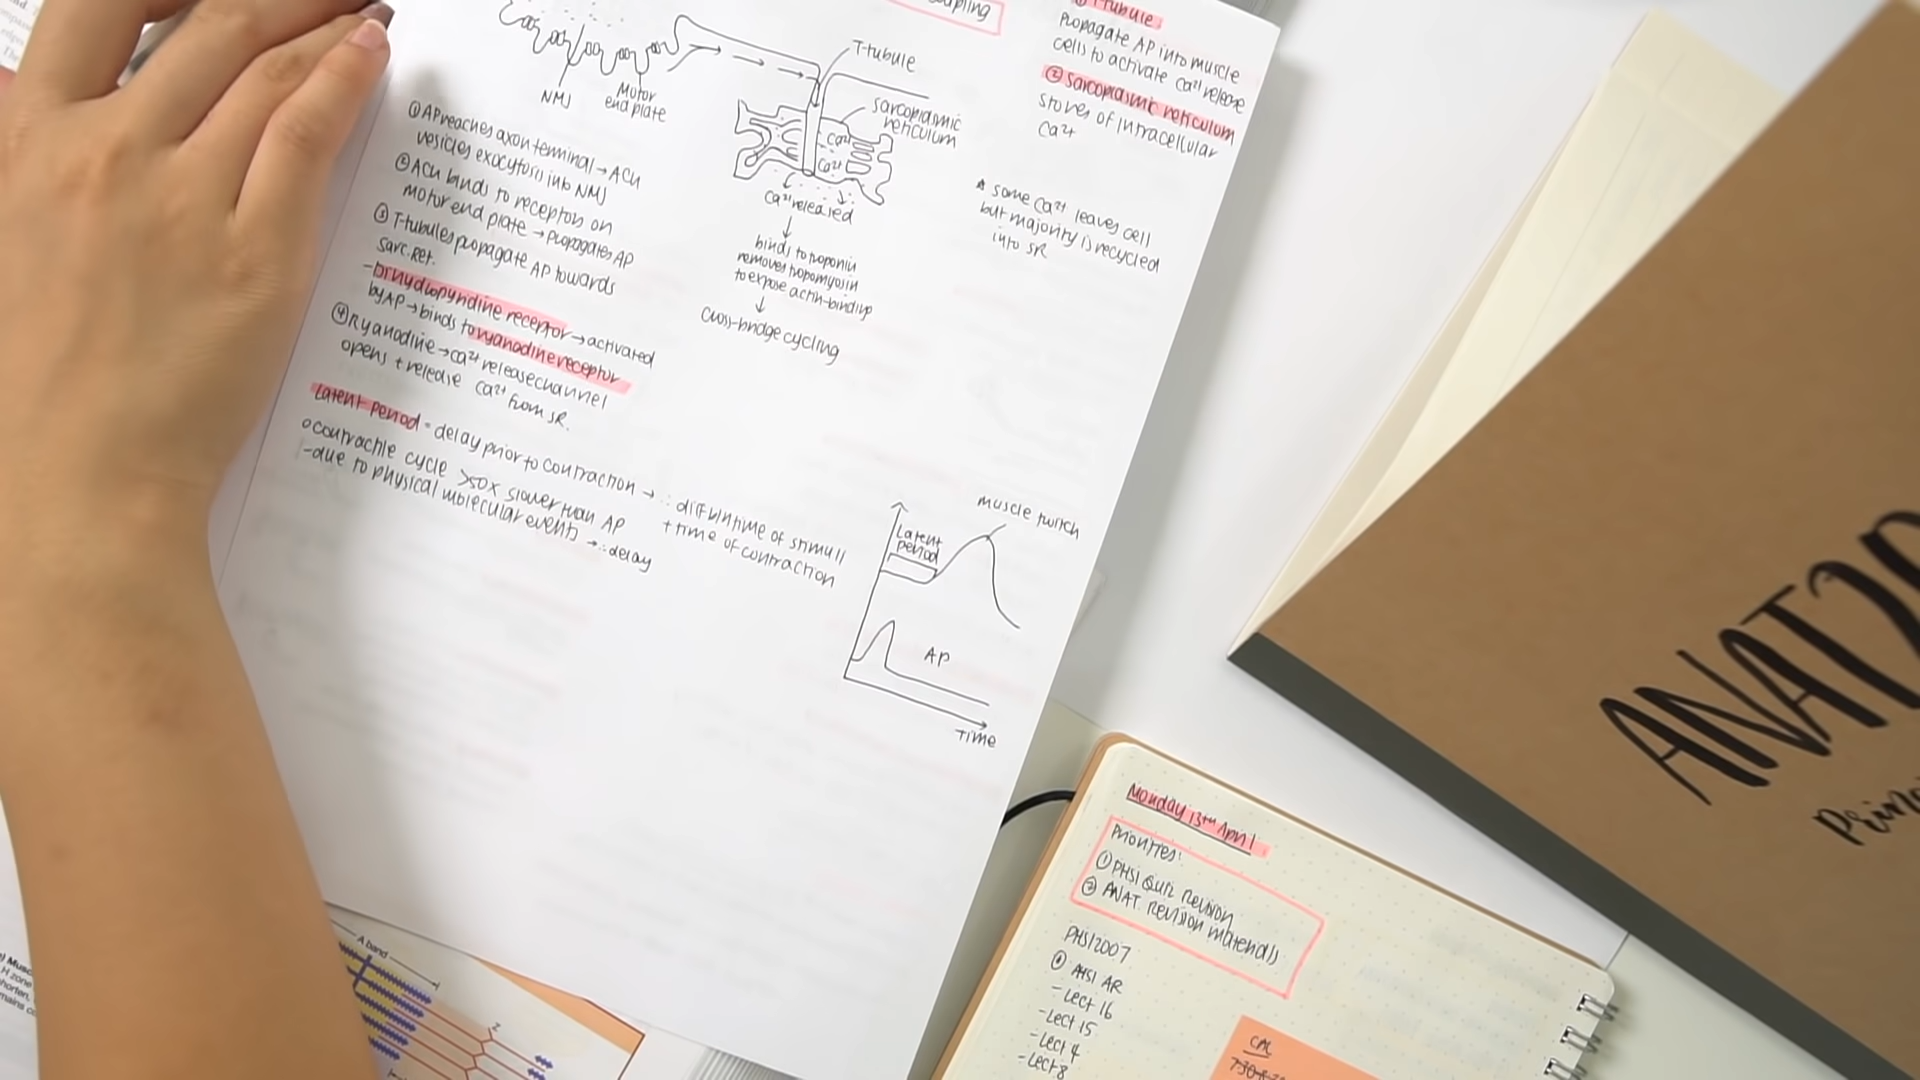 NMJ
Motor
end plate
T-tubule
sarcoplasmic
reticulum
Ca²⁺
Ca²⁺
Ca²⁺ released
binds to troponin
removes tropomyosin
to expose actin-binding
cross-bridge cycling
① T-tubule:
Propagate AP into muscle
cells to activate Ca²⁺ release
② Sarcoplasmic reticulum
stores of intracellular
Ca²⁺
* some Ca²⁺ leaves cell
but majority is recycled
into SR
① AP reaches axon terminal → ACh
vesicles exocytosis into NMJ
② ACh binds to receptors on
motor end plate → propagates AP
③ T-tubules propagate AP towards
sarc. ret.
- Dihydropyridine receptor → activated
by AP → binds to ryanodine receptor
④ Ryanodine → Ca²⁺ release channel
opens + release Ca²⁺ from SR.
Latent period = delay prior to contraction → ∴ diff in time of stimuli
+ time of contraction
o contractile cycle >50x slower than AP
- due to physical molecular events → ∴ delay
Latent
period
muscle twitch
AP
Time
Monday 13th April
Priorities:
① PHSI QUIZ Revision
② ANAT. Revision materials
PHSI2007
PHSI AR
- Lect 16
- Lect 15
- Lect 4
- Lect 8
A band
Z